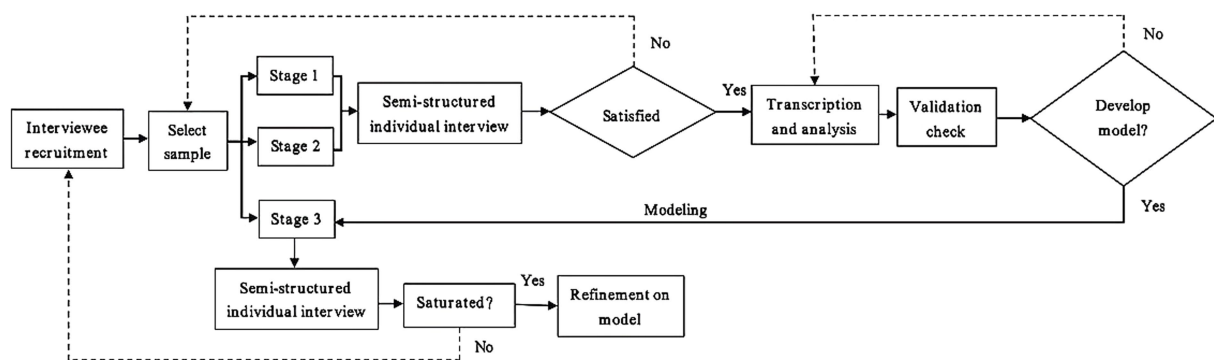 No
No
Stage 1
Interviewee
recruitment
Select
sample
Stage 2
Semi-structured
individual interview
Satisfied
Yes
Transcription
and analysis
Validation
check
Develop
model?
Stage 3
Modeling
Yes
Semi-structured
individual interview
Saturated?
Yes
Refinement on
model
No